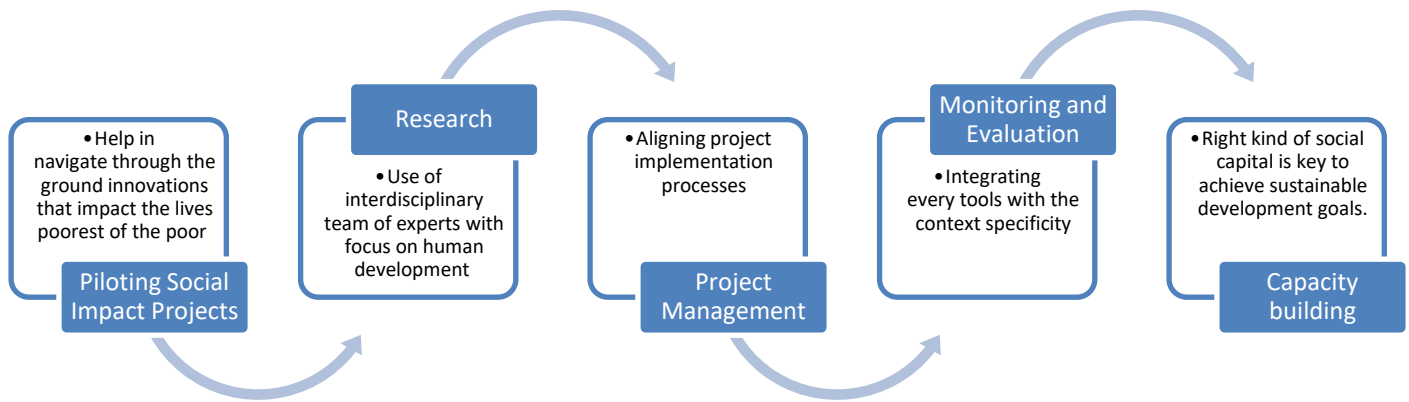 •Help in
navigate through the
ground innovations
that impact the lives
poorest of the poor
Piloting Social
Impact Projects
Research
•Use of
interdisciplinary
team of experts with
focus on human
development
•Aligning project
implementation
processes
Project
Management
Monitoring and
Evaluation
•Integrating
every tools with the
context specificity
•Right kind of social
capital is key to
achieve sustainable
development goals.
Capacity
building